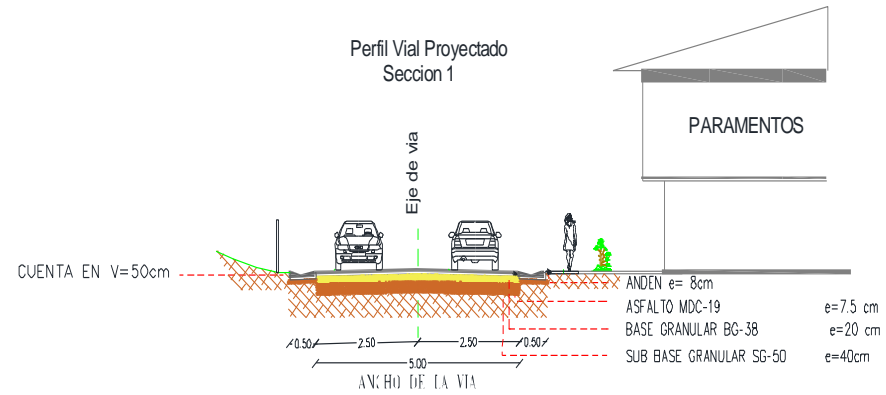 Perfil Vial Proyectado
Seccion 1
PARAMENTOS
Eje de via
CUENTA EN V=50cm
ANDEN e= 8cm
ASFALTO MDC-19 e=7.5 cm
BASE GRANULAR BG-38 e=20 cm
SUB BASE GRANULAR SG-50 e=40cm
0.50 2.50 2.50 0.50
5.00
ANCHO DE LA VIA